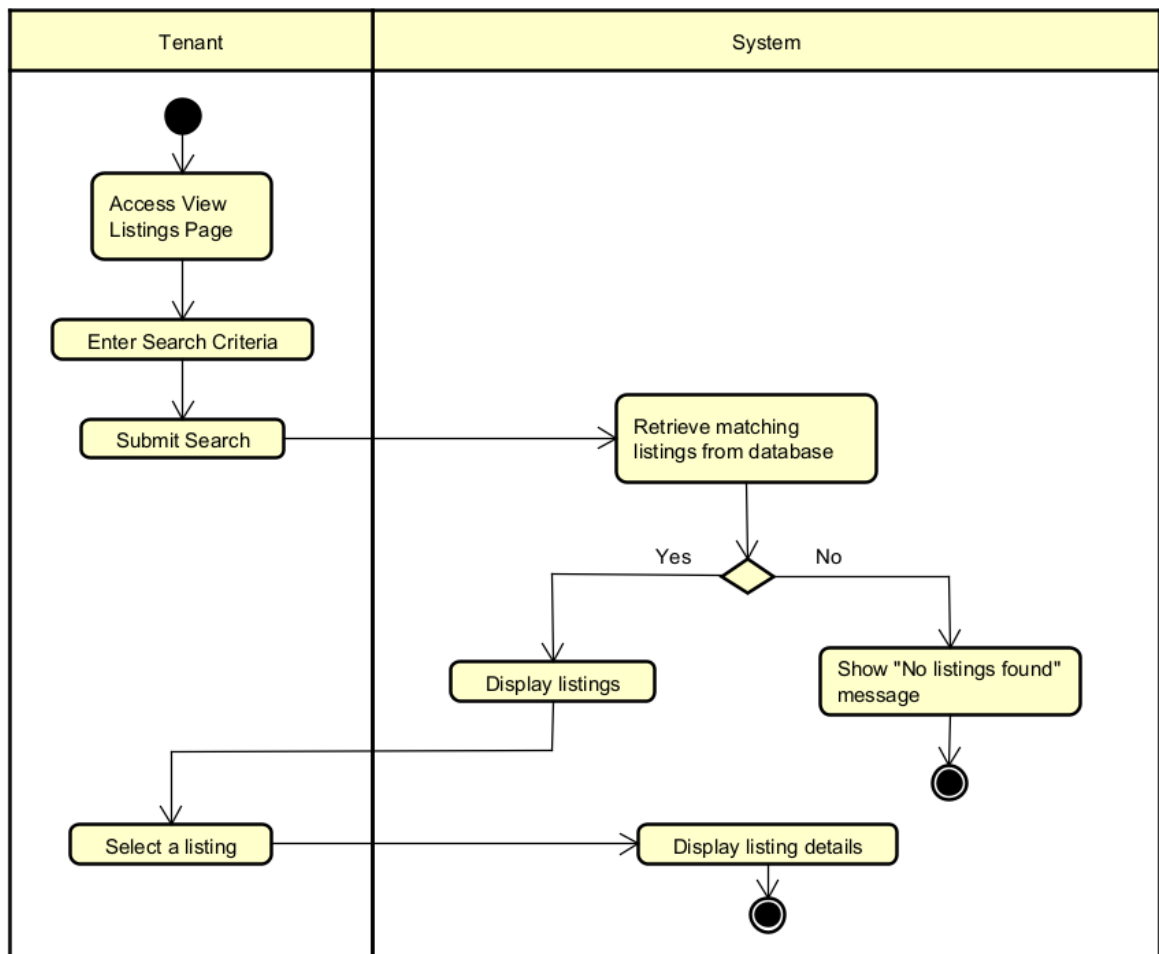 Tenant
System
Access View
Listings Page
Enter Search Criteria
Submit Search
Retrieve matching
listings from database
Yes
No
Display listings
Show "No listings found"
message
Select a listing
Display listing details